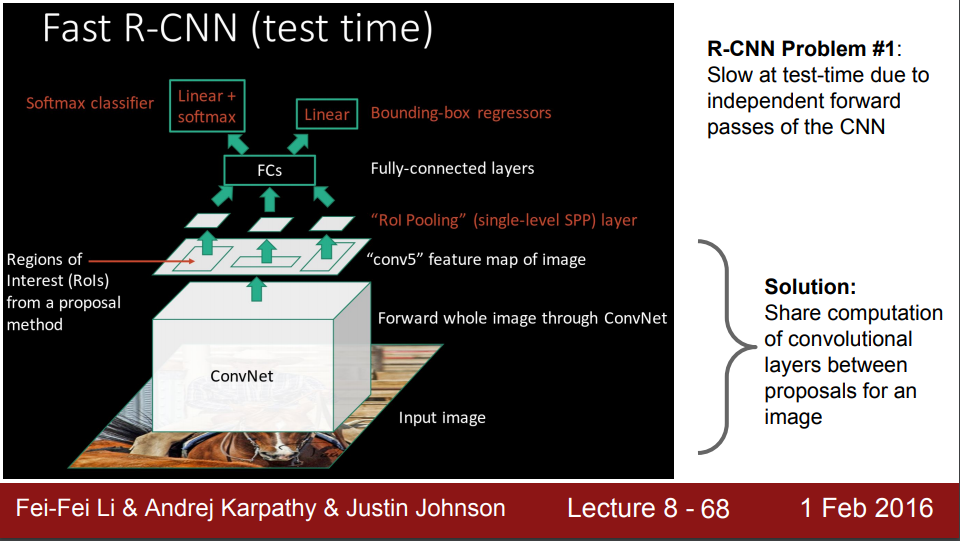 Fast R-CNN (test time)
Softmax classifier
Linear +
softmax
Linear
Bounding-box regressors
FCs
Fully-connected layers
“RoI Pooling” (single-level SPP) layer
Regions of
Interest (RoIs)
from a proposal
method
“conv5” feature map of image
Forward whole image through ConvNet
ConvNet
Input image
R-CNN Problem #1:
Slow at test-time due to
independent forward
passes of the CNN
Solution:
Share computation
of convolutional
layers between
proposals for an
image
Fei-Fei Li & Andrej Karpathy & Justin Johnson
Lecture 8 - 68
1 Feb 2016